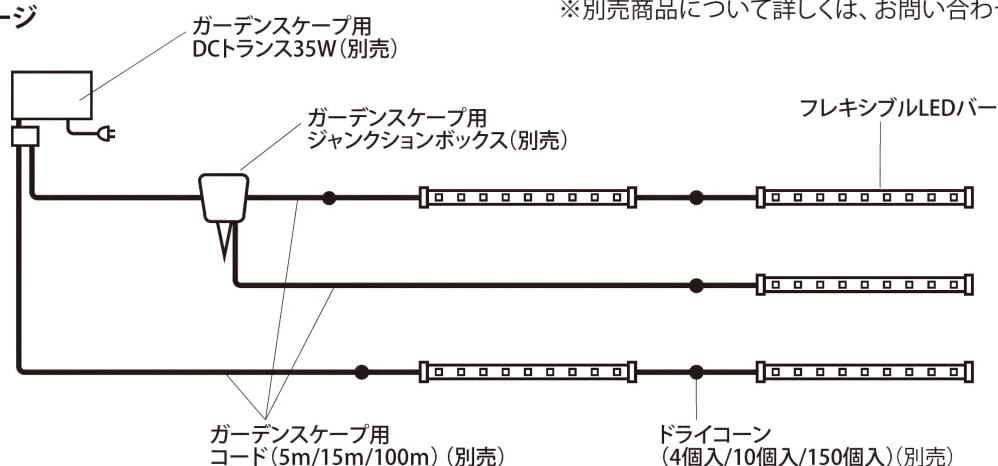 ージ
※別売商品について詳しくは、お問い合わ
ガーデンスケープ用
DCトランス35W（別売）
ガーデンスケープ用
ジャンクションボックス（別売）
フレキシブルLEDバー
ガーデンスケープ用
コード（5m/15m/100m）（別売）
ドライコーン
（4個入/10個入/150個入）（別売）